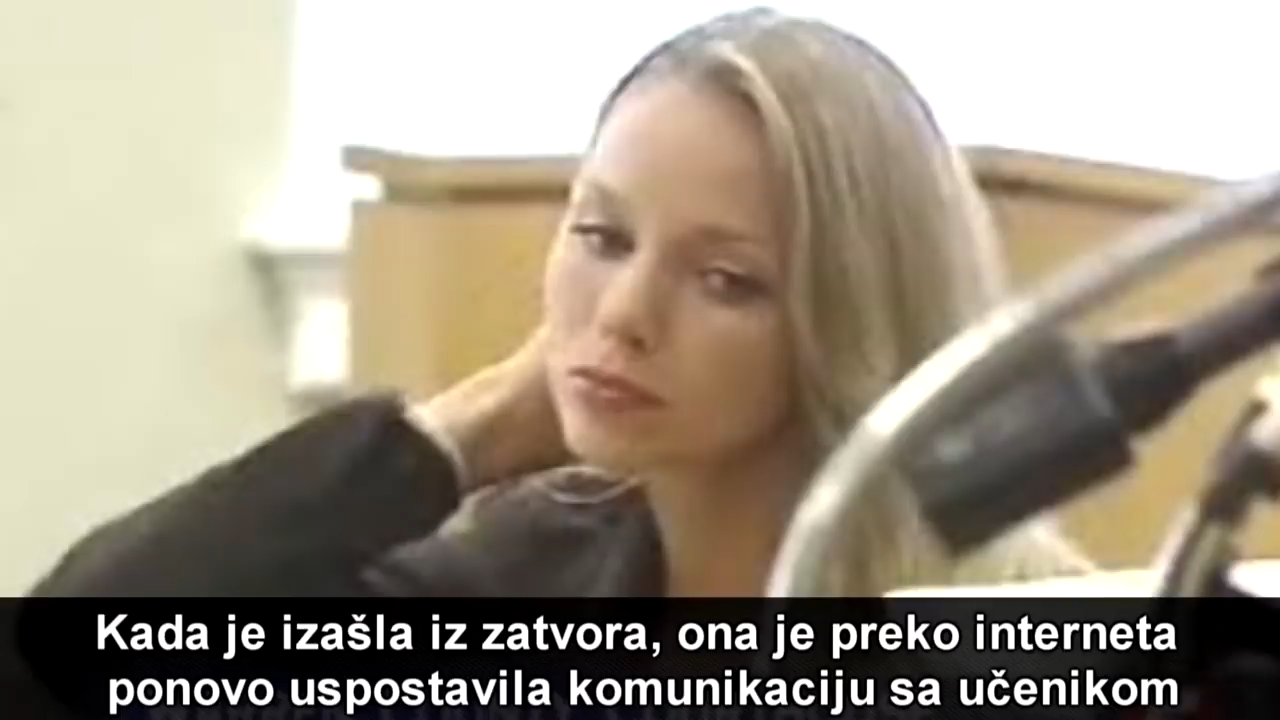 Kada je izašla iz zatvora, ona je preko interneta
ponovo uspostavila komunikaciju sa učenikom